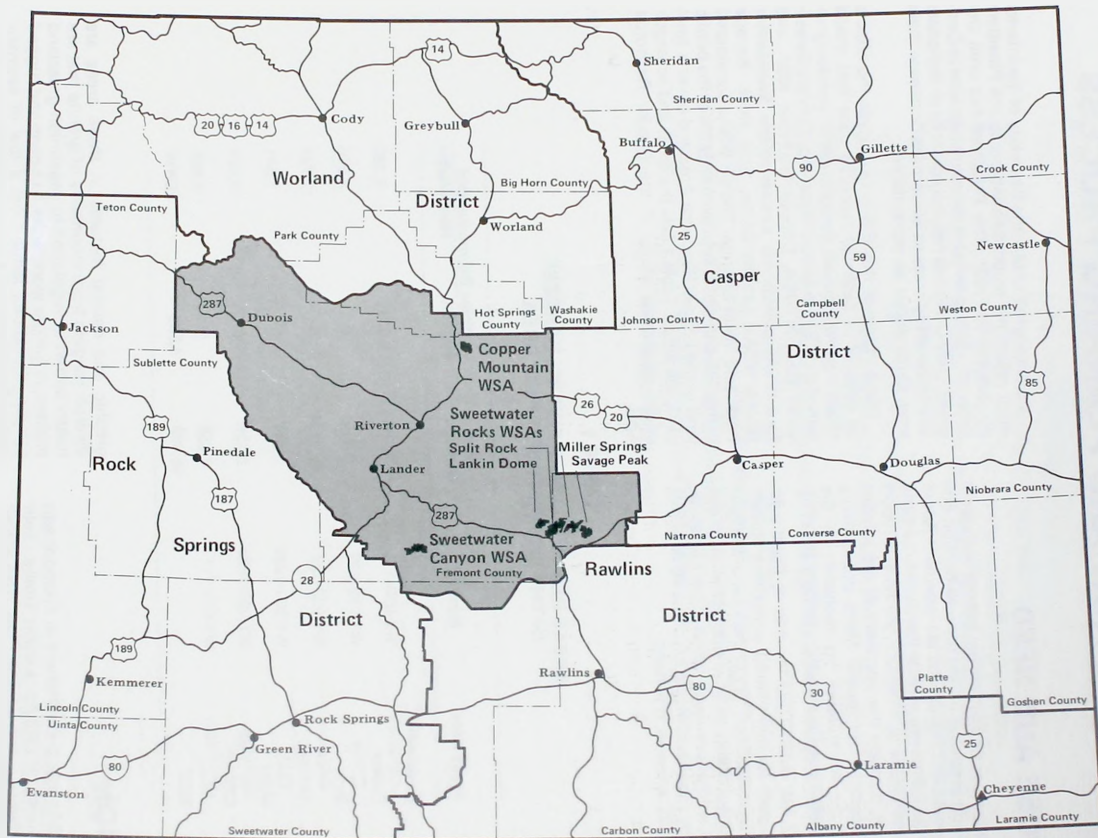 14
Sheridan
Sheridan County
20 16 14
Cody
Greybull
Buffalo
90
Gillette
Crook County
Worland
Big Horn County
District
Teton County
Park County
Worland
25
Newcastle
59
Casper
287
Dubois
Hot Springs
County
Washakie
County
Johnson County
Campbell
County
Weston County
Jackson
Sublette County
Copper
Mountain
WSA
District
85
26
20
189
Riverton
Sweetwater
Rocks WSAs
Split Rock
Lankin Dome
Miller Springs
Savage Peak
Rock
Pinedale
Lander
Casper
Douglas
187
Niobrara County
287
Springs
Sweetwater
Canyon WSA
Fremont County
Natrona County
Converse County
28
Rawlins
District
District
189
Kemmerer
Rawlins
80
30
Platte
County
Goshen County
Lincoln County
Uinta County
Rock Springs
Green River
25
80
Laramie
Evanston
Cheyenne
Sweetwater County
Carbon County
Albany County
Laramie County